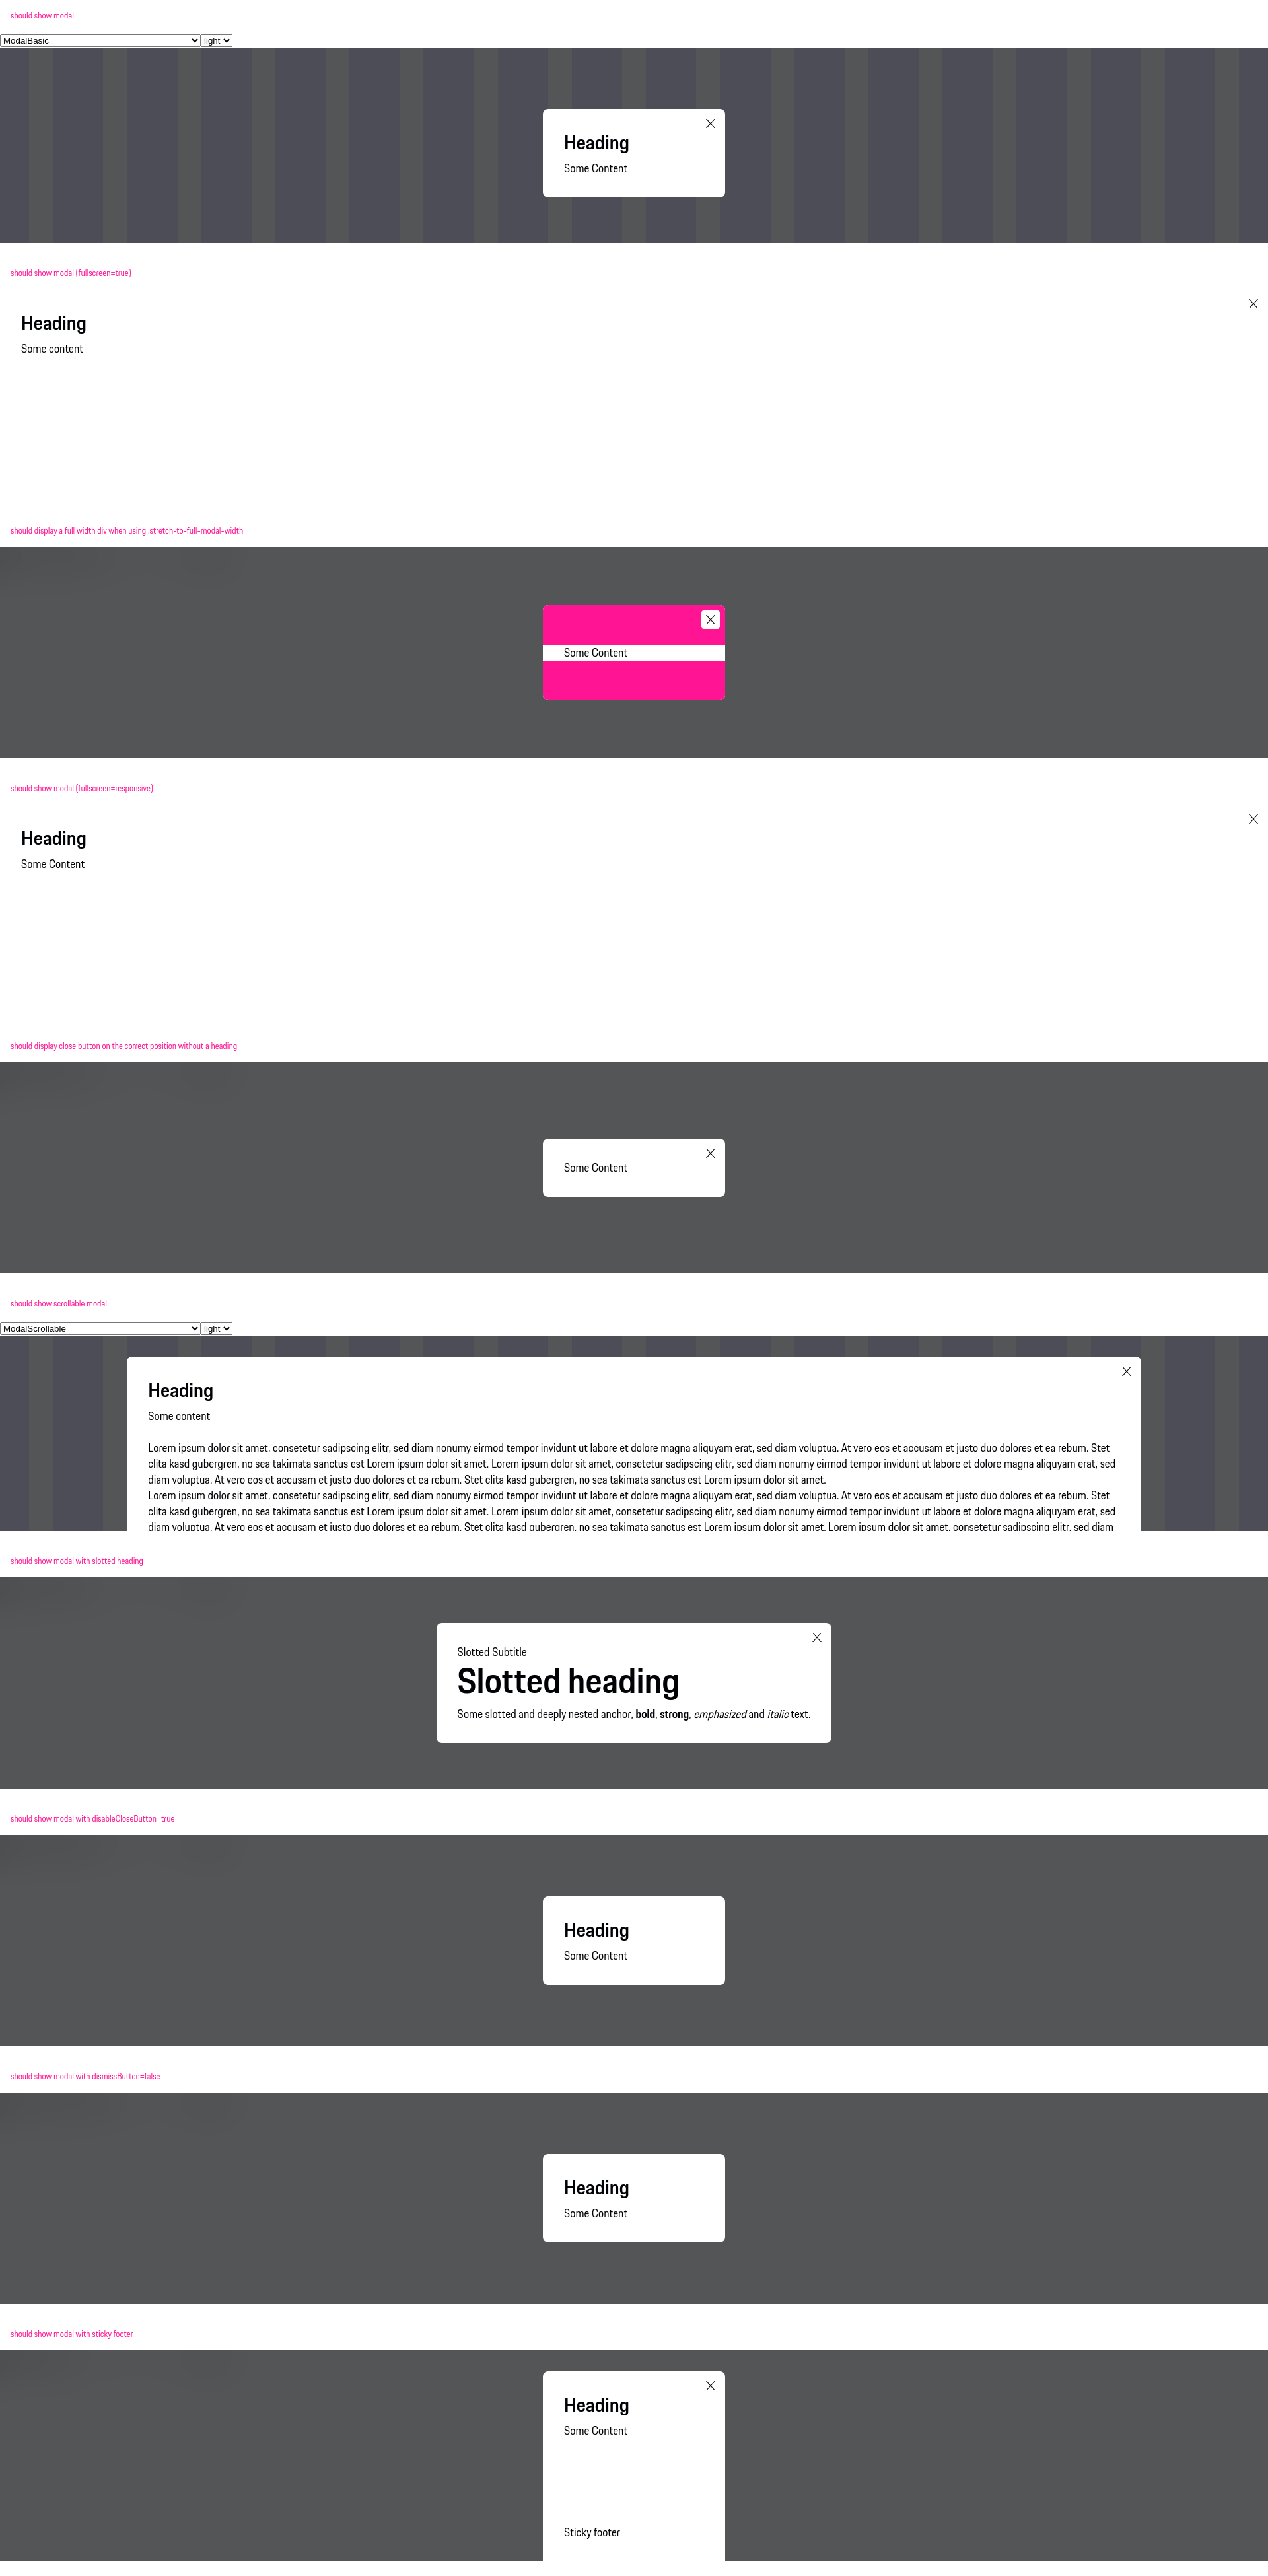 should show modal
ModalBasic light
Heading
Some Content
should show modal (fullscreen=true)
Heading
Some content
should display a full width div when using .stretch-to-full-modal-width
Some Content
should show modal (fullscreen=responsive)
Heading
Some Content
should display close button on the correct position without a heading
Some Content
should show scrollable modal
ModalScrollable light
Heading
Some content
Lorem ipsum dolor sit amet, consetetur sadipscing elitr, sed diam nonumy eirmod tempor invidunt ut labore et dolore magna aliquyam erat, sed diam voluptua. At vero eos et accusam et justo duo dolores et ea rebum. Stet
clita kasd gubergren, no sea takimata sanctus est Lorem ipsum dolor sit amet. Lorem ipsum dolor sit amet, consetetur sadipscing elitr, sed diam nonumy eirmod tempor invidunt ut labore et dolore magna aliquyam erat, sed
diam voluptua. At vero eos et accusam et justo duo dolores et ea rebum. Stet clita kasd gubergren, no sea takimata sanctus est Lorem ipsum dolor sit amet.
Lorem ipsum dolor sit amet, consetetur sadipscing elitr, sed diam nonumy eirmod tempor invidunt ut labore et dolore magna aliquyam erat, sed diam voluptua. At vero eos et accusam et justo duo dolores et ea rebum. Stet
clita kasd gubergren, no sea takimata sanctus est Lorem ipsum dolor sit amet. Lorem ipsum dolor sit amet, consetetur sadipscing elitr, sed diam nonumy eirmod tempor invidunt ut labore et dolore magna aliquyam erat, sed
diam voluptua. At vero eos et accusam et justo duo dolores et ea rebum. Stet clita kasd gubergren, no sea takimata sanctus est Lorem ipsum dolor sit amet. Lorem ipsum dolor sit amet, consetetur sadipscing elitr, sed diam
should show modal with slotted heading
Slotted Subtitle
Slotted heading
Some slotted and deeply nested anchor, bold, strong, emphasized and italic text.
should show modal with disableCloseButton=true
Heading
Some Content
should show modal with dismissButton=false
Heading
Some Content
should show modal with sticky footer
Heading
Some Content
Sticky footer